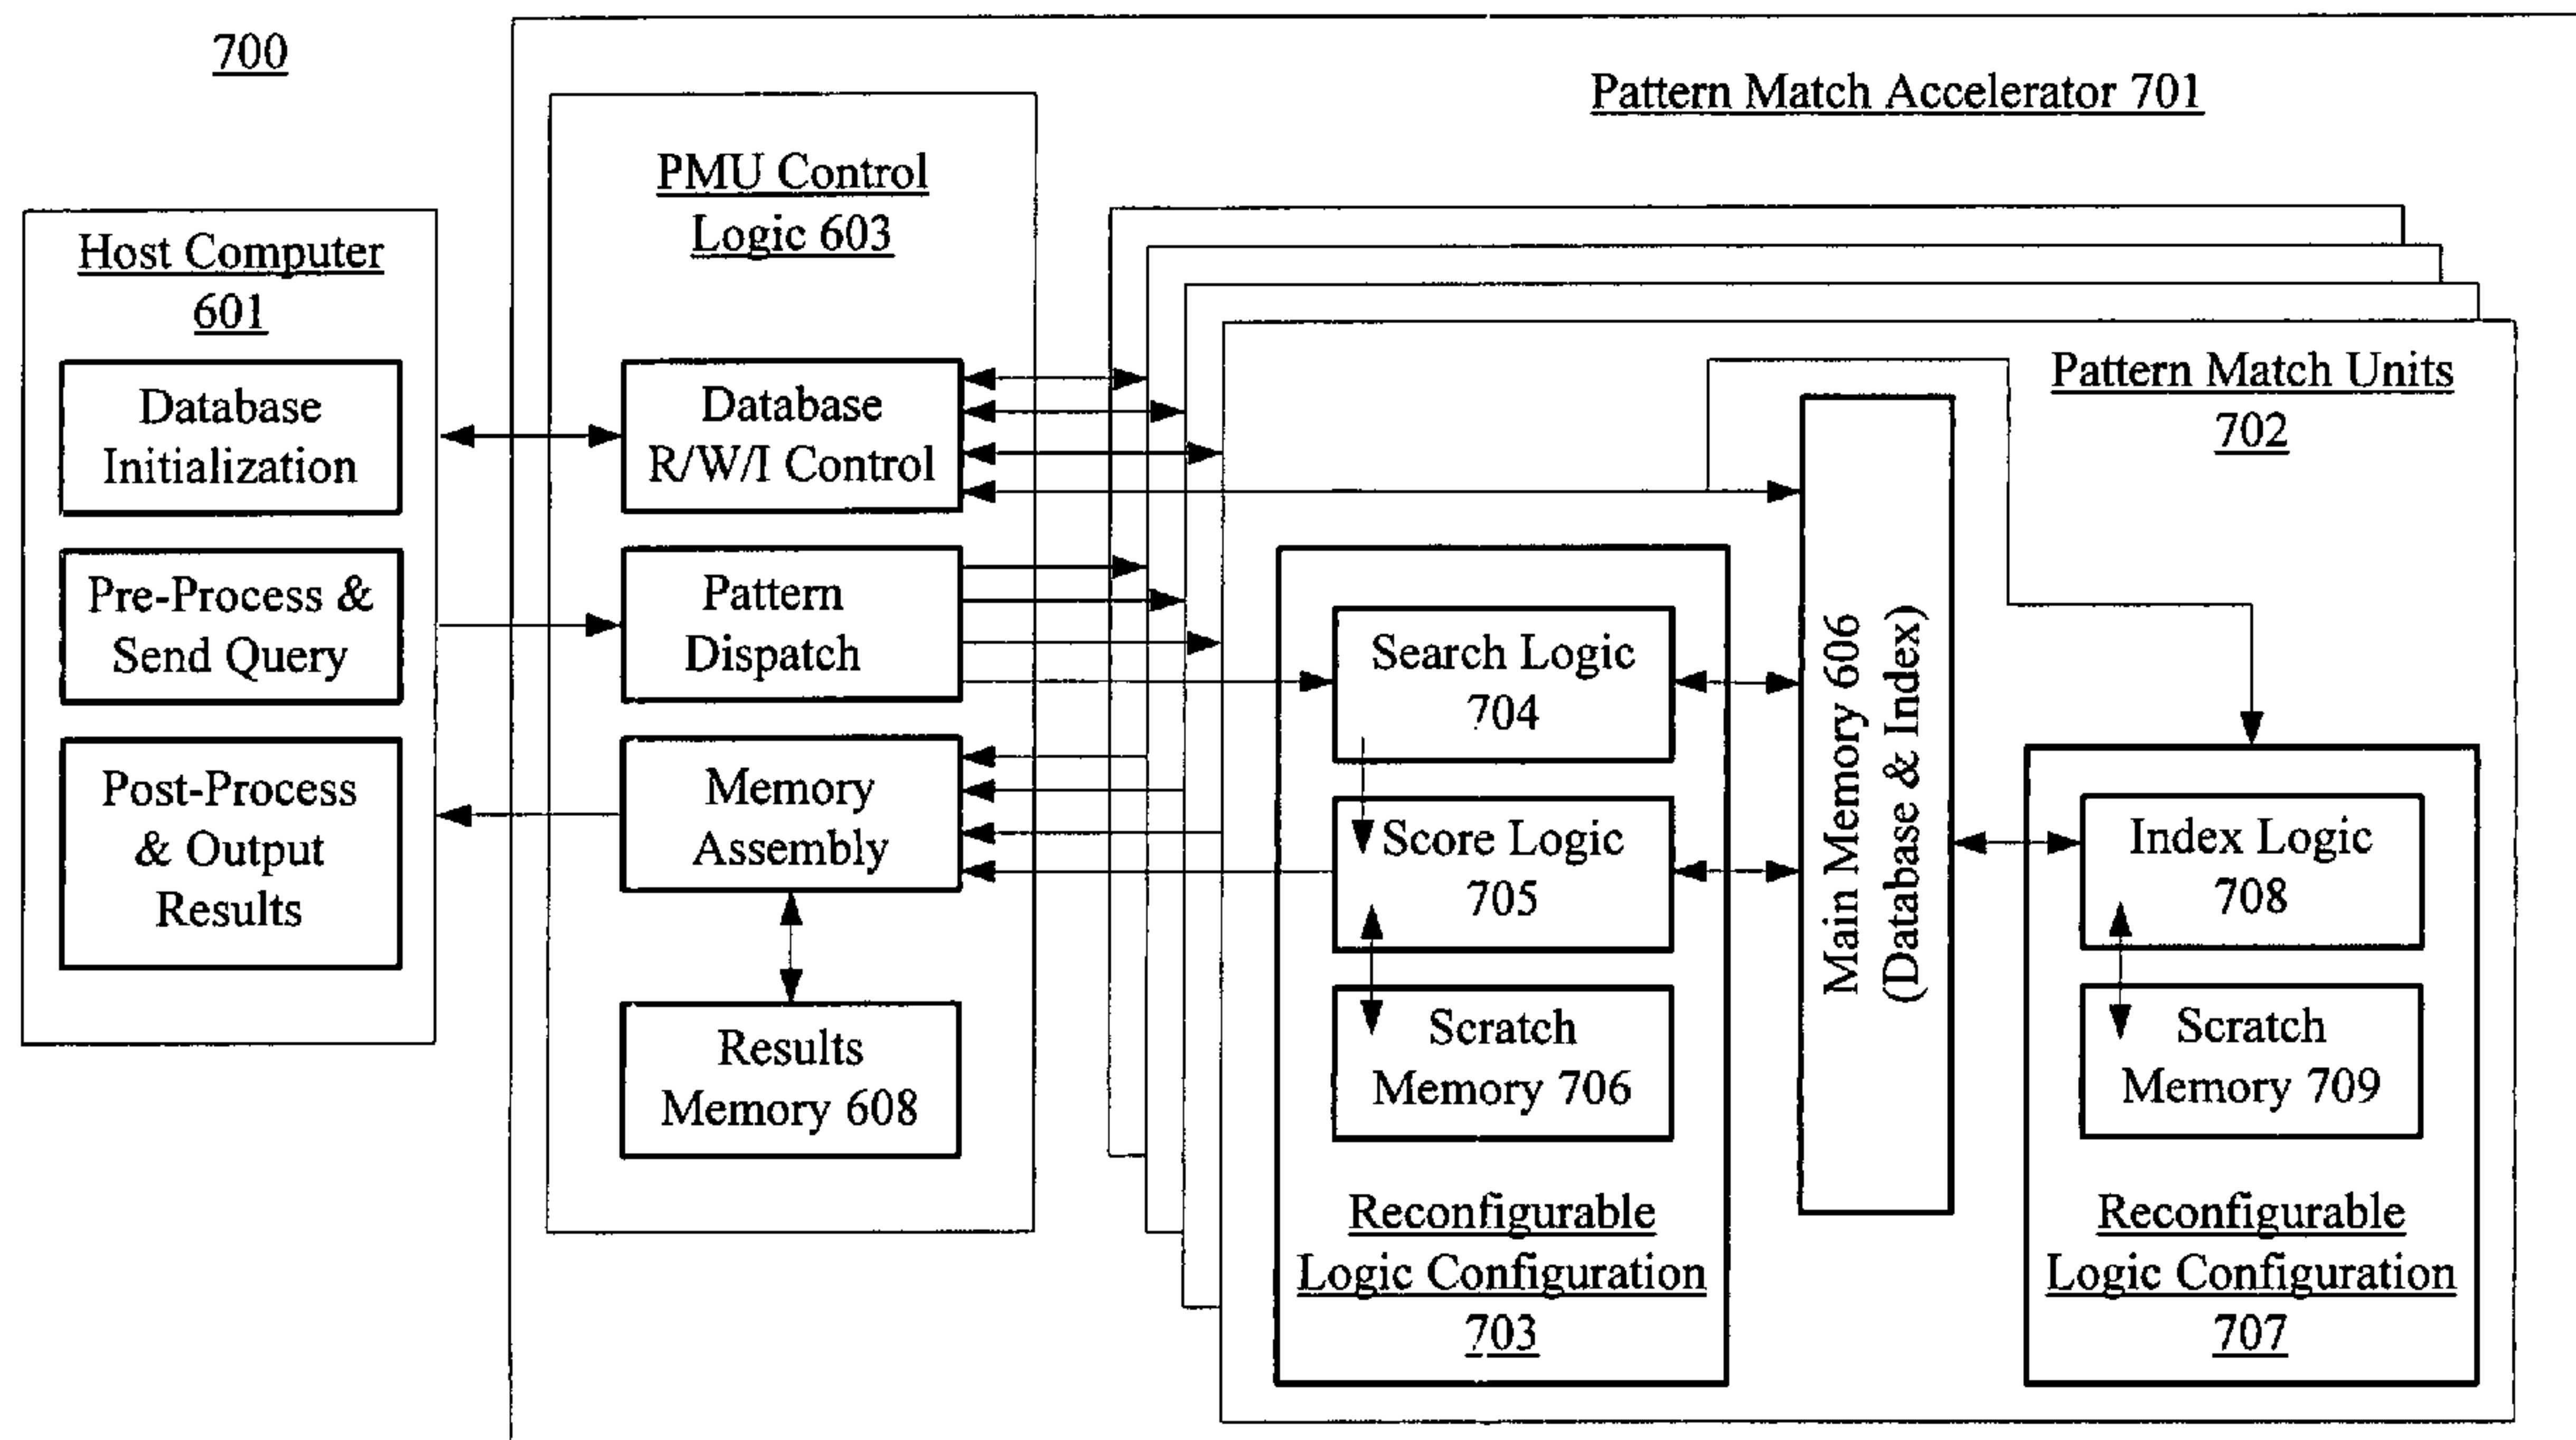 700
Pattern Match Accelerator 701
PMU Control
Logic 603
Host Computer
601
Database
Initialization
Pre-Process &
Send Query
Post-Process
& Output
Results
Database
R/W/I Control
Pattern
Dispatch
Memory
Assembly
Results
Memory 608
Pattern Match Units
702
Search Logic
704
Score Logic
705
Scratch
Memory 706
Reconfigurable
Logic Configuration
703
Main Memory 606
(Database & Index)
Index Logic
708
Scratch
Memory 709
Reconfigurable
Logic Configuration
707